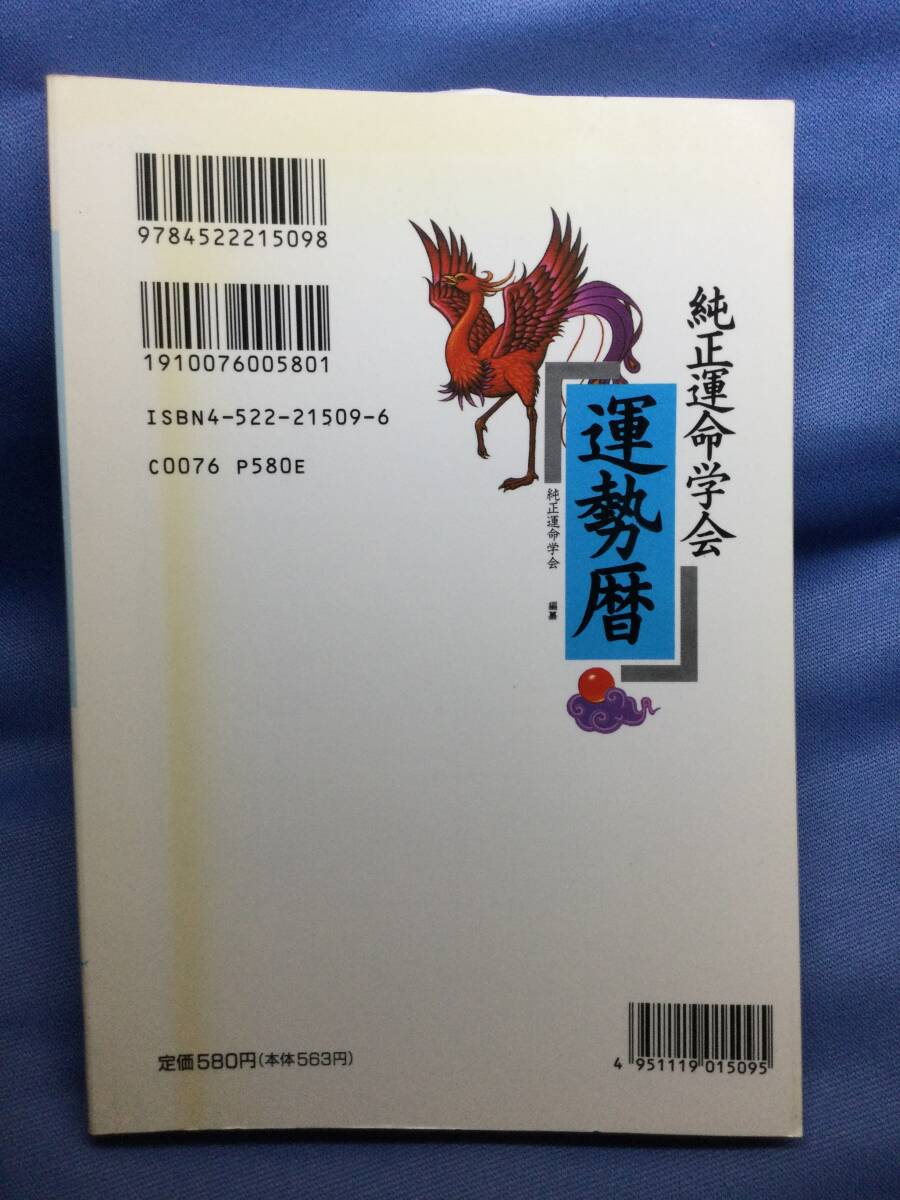 9784522215098
1910076005801
ISBN4-522-21509-6
C0076 P580E
純正運命学会
運勢暦
純正運命学会 編纂
定価580円(本体563円)
4 951119 015095